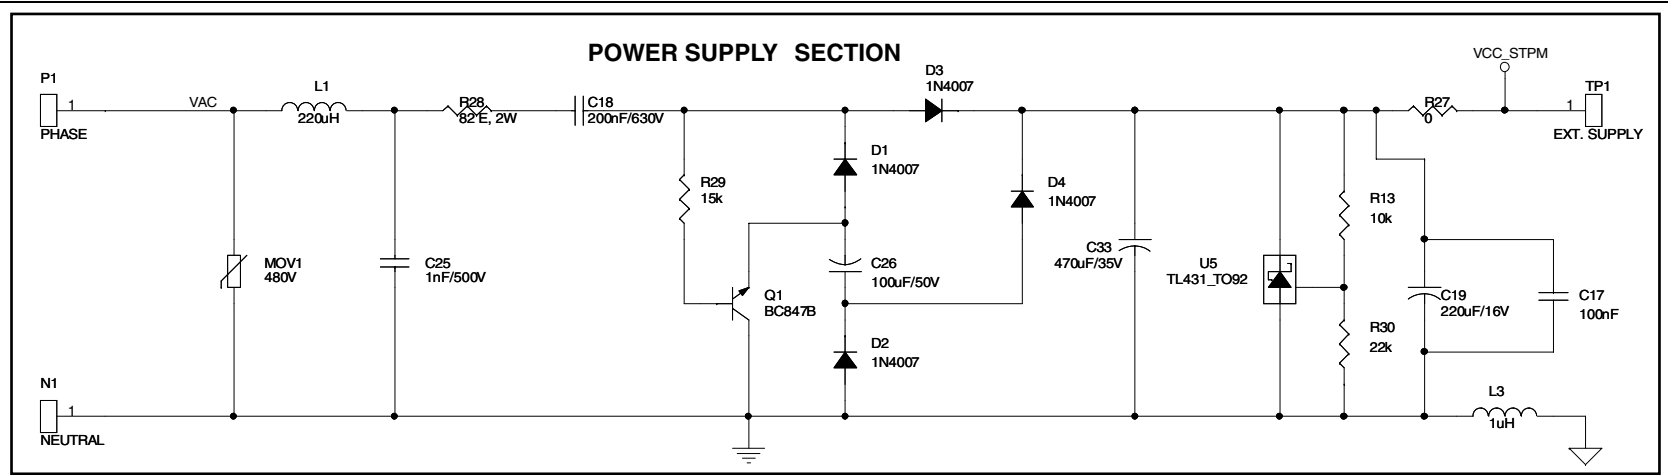 POWER SUPPLY SECTION
P1
1
PHASE
VAC
L1
220uH
R28
82 E, 2W
C18
200nF/630V
D3
1N4007
VCC_STPM
R27
0
TP1
1
EXT. SUPPLY
D1
1N4007
R29
15k
D4
1N4007
R13
10k
MOV1
480V
C25
1nF/500V
C26
100uF/50V
C33
470uF/35V
U5
TL431_TO92
Q1
BC847B
C19
220uF/16V
C17
100nF
D2
1N4007
R30
22k
N1
1
NEUTRAL
L3
1uH